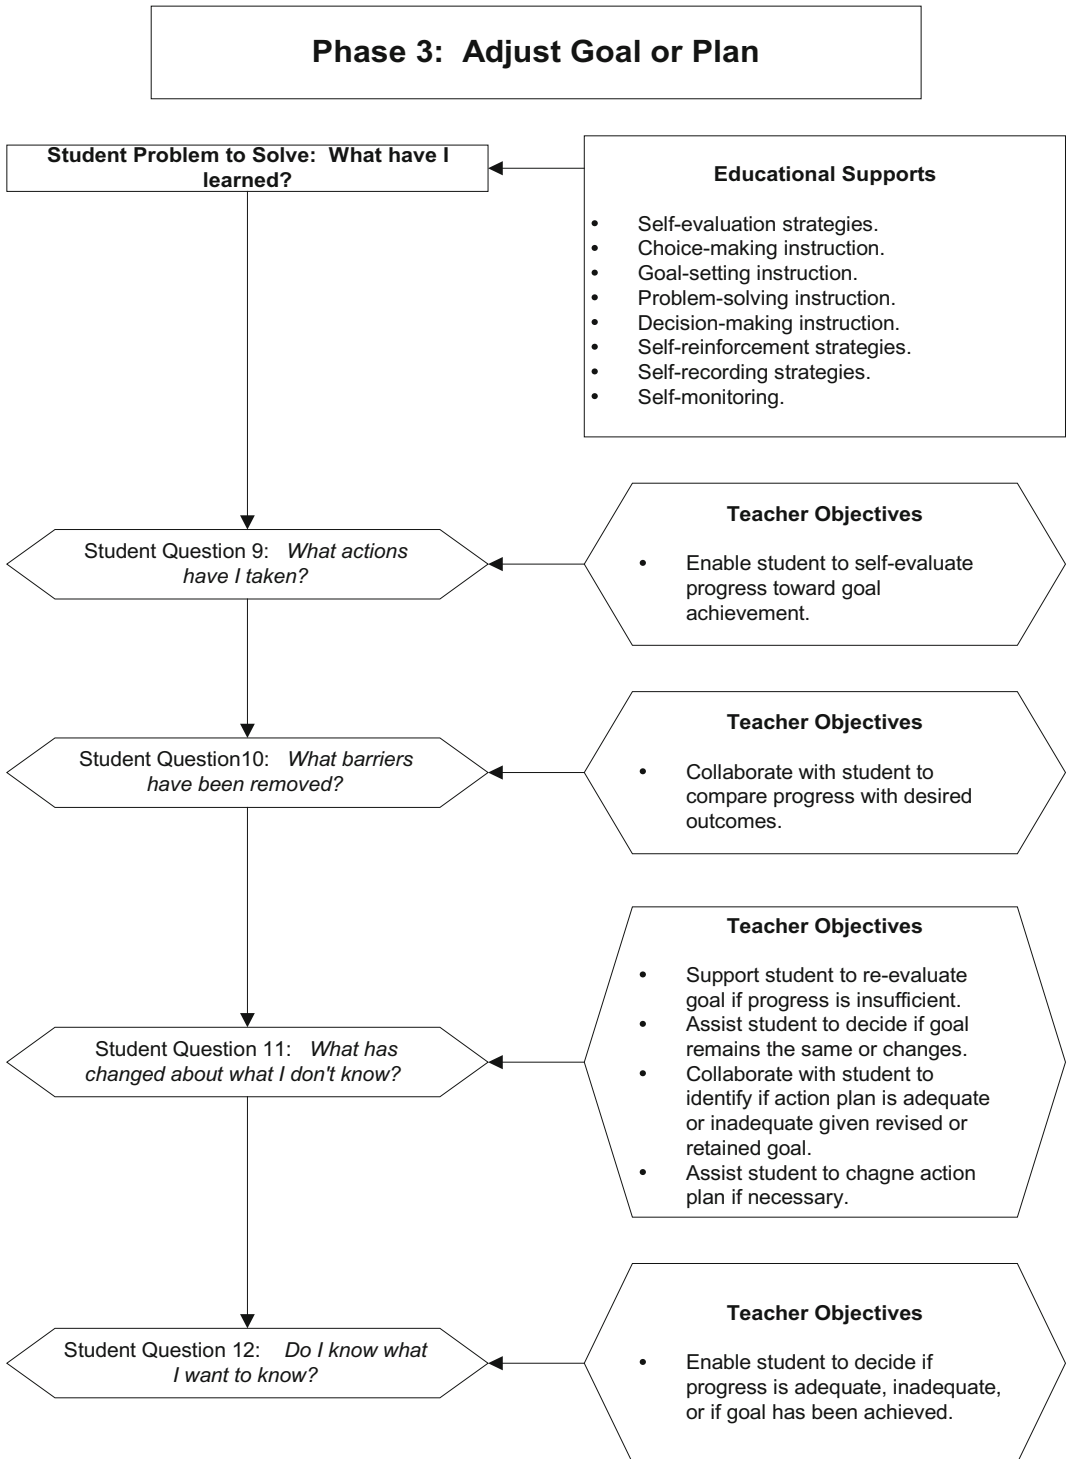 Phase 3: Adjust Goal or Plan
Student Problem to Solve: What have I
learned?
Educational Supports
• Self-evaluation strategies.
• Choice-making instruction.
• Goal-setting instruction.
• Problem-solving instruction.
• Decision-making instruction.
• Self-reinforcement strategies.
• Self-recording strategies.
• Self-monitoring.
Student Question 9: What actions
have I taken?
Teacher Objectives
• Enable student to self-evaluate
progress toward goal
achievement.
Student Question10: What barriers
have been removed?
Teacher Objectives
• Collaborate with student to
compare progress with desired
outcomes.
Student Question 11: What has
changed about what I don't know?
Teacher Objectives
• Support student to re-evaluate
goal if progress is insufficient.
• Assist student to decide if goal
remains the same or changes.
• Collaborate with student to
identify if action plan is adequate
or inadequate given revised or
retained goal.
• Assist student to chagne action
plan if necessary.
Student Question 12: Do I know what
I want to know?
Teacher Objectives
• Enable student to decide if
progress is adequate, inadequate,
or if goal has been achieved.